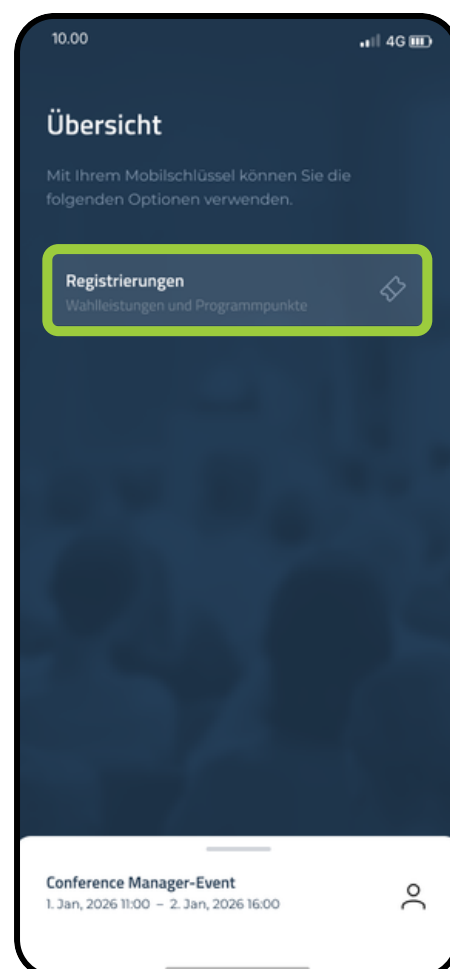 10.00 4G
Übersicht
Mit Ihrem Mobilschlüssel können Sie die
folgenden Optionen verwenden.
Registrierungen
Wahlleistungen und Programmpunkte
Conference Manager-Event
1. Jan, 2026 11:00 – 2. Jan, 2026 16:00